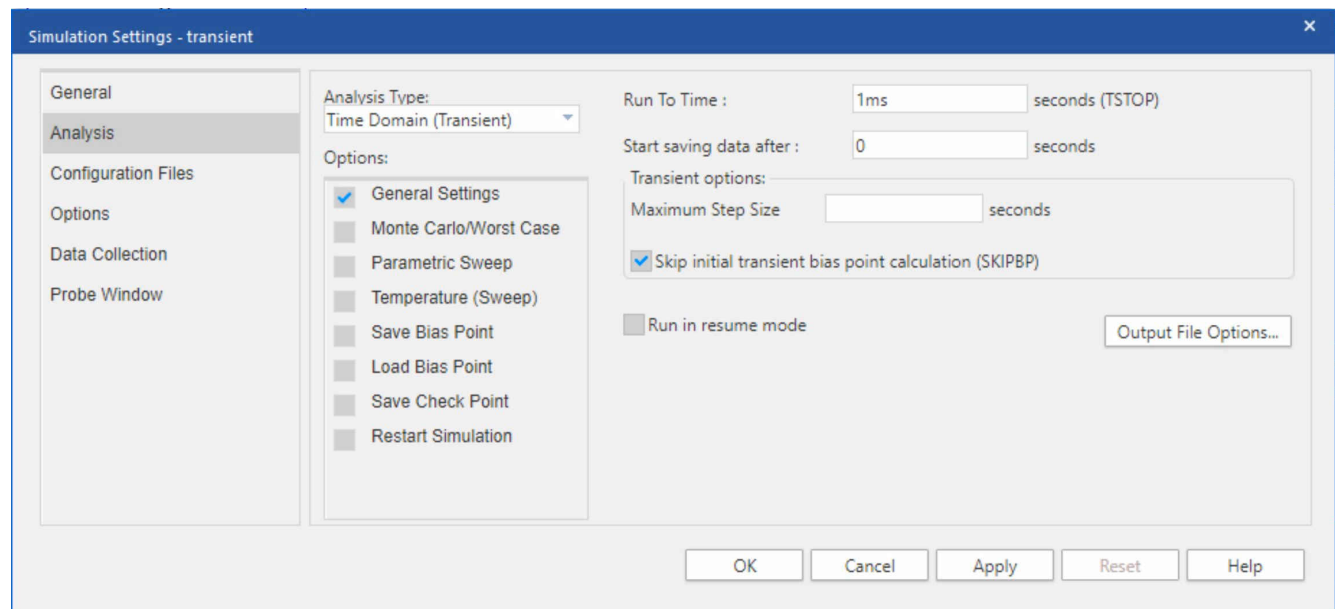 Simulation Settings - transient
×
General
Analysis
Configuration Files
Options
Data Collection
Probe Window
Analysis Type:
Time Domain (Transient)
Options:
General Settings
Monte Carlo/Worst Case
Parametric Sweep
Temperature (Sweep)
Save Bias Point
Load Bias Point
Save Check Point
Restart Simulation
Run To Time : 1ms seconds (TSTOP)
Start saving data after : 0 seconds
Transient options:
Maximum Step Size seconds
Skip initial transient bias point calculation (SKIPBP)
Run in resume mode
Output File Options...
OK Cancel Apply Reset Help